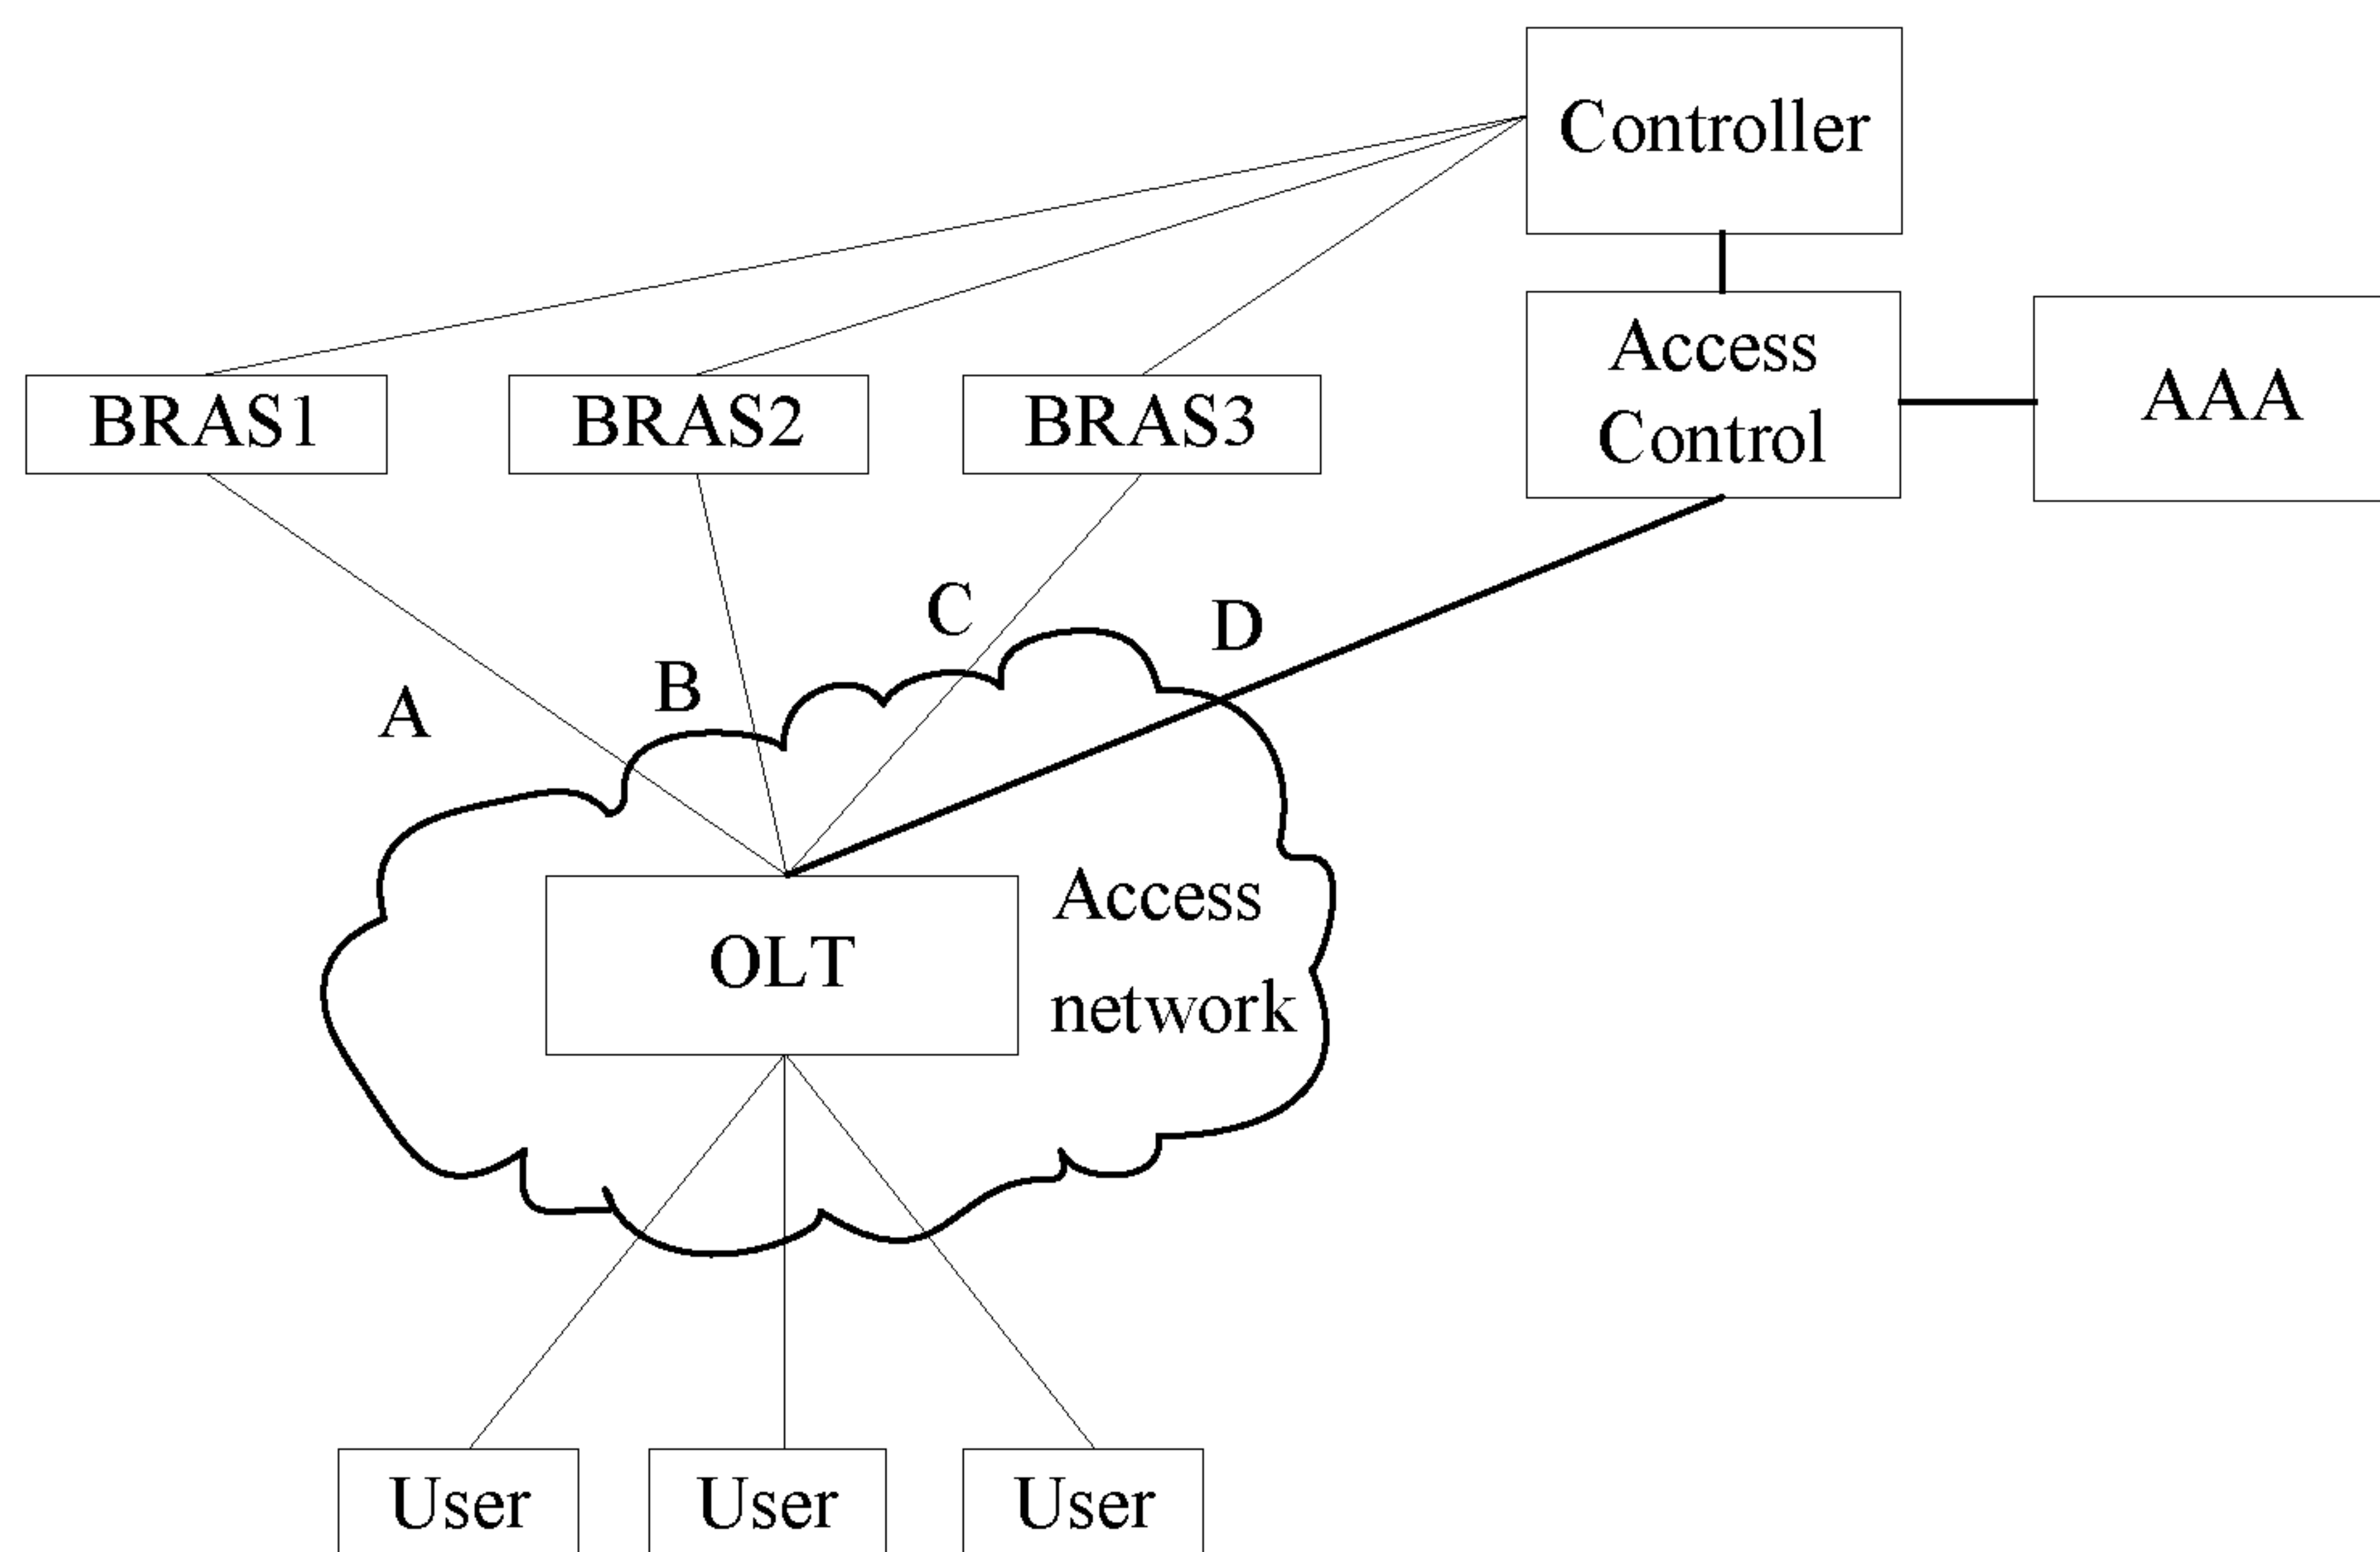 Controller
Access
Control
AAA
BRAS1
BRAS2
BRAS3
A
B
C
D
OLT
Access
network
User
User
User